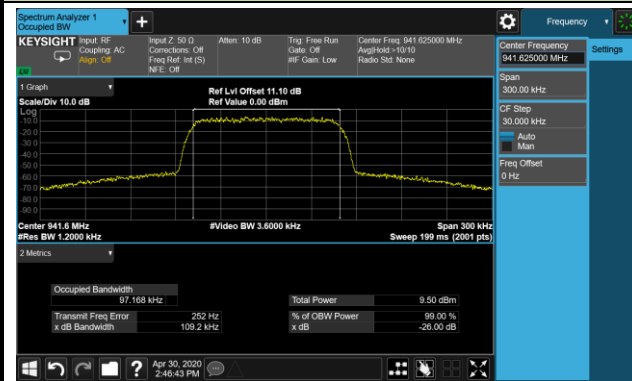 Spectrum Analyzer 1
Occupied BW
Frequency
KEYSIGHT
Input: RF
Coupling: AC
Align: Off
Input Z: 50 Ω
Corrections: Off
Freq Ref: Int (S)
NFE: Off
Atten: 10 dB
Trig: Free Run
Gate: Off
#IF Gain: Low
Center Freq: 941.625000 MHz
Avg|Hold:>10/10
Radio Std: None
Center Frequency
941.625000 MHz
Settings
Span
300.00 kHz
CF Step
30.000 kHz
Auto
Man
Freq Offset
0 Hz
1 Graph
Scale/Div 10.0 dB
Ref Lvl Offset 11.10 dB
Ref Value 0.00 dBm
Log
-10.0
-20.0
-30.0
-40.0
-50.0
-60.0
-70.0
-80.0
-90.0
Center 941.6 MHz
#Video BW 3.6000 kHz
Span 300 kHz
#Res BW 1.2000 kHz
Sweep 199 ms (2001 pts)
2 Metrics
Occupied Bandwidth
97.168 kHz
Total Power 9.50 dBm
Transmit Freq Error 252 Hz
% of OBW Power 99.00 %
x dB Bandwidth 109.2 kHz
x dB -26.00 dB
?
Apr 30, 2020
2:46:43 PM